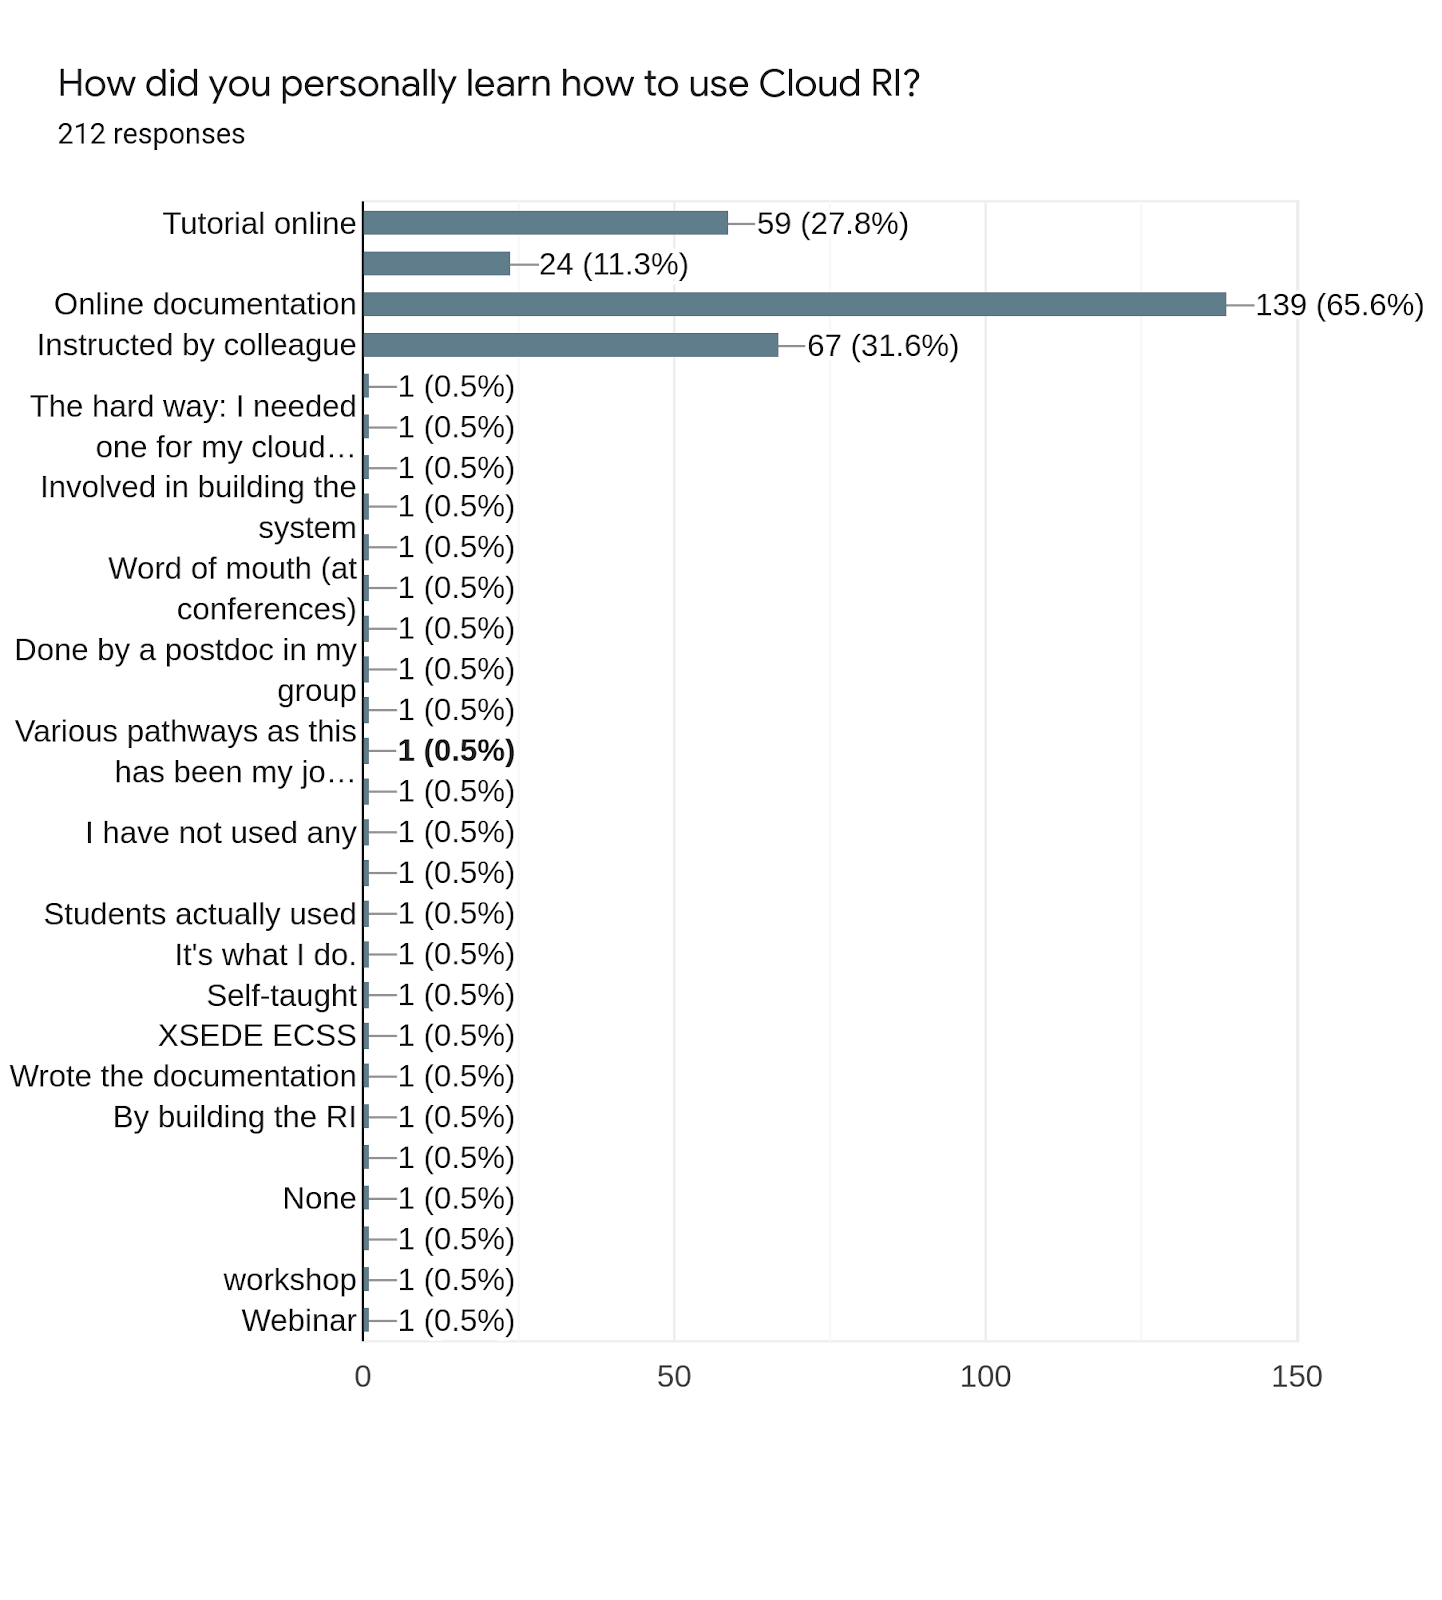 How did you personally learn how to use Cloud RI?
212 responses
Tutorial online
59 (27.8%)
24 (11.3%)
Online documentation
139 (65.6%)
Instructed by colleague
67 (31.6%)
1 (0.5%)
The hard way: I needed
one for my cloud…
1 (0.5%)
1 (0.5%)
Involved in building the
system
1 (0.5%)
1 (0.5%)
Word of mouth (at
conferences)
1 (0.5%)
1 (0.5%)
Done by a postdoc in my
group
1 (0.5%)
1 (0.5%)
Various pathways as this
has been my jo…
1 (0.5%)
1 (0.5%)
I have not used any
1 (0.5%)
1 (0.5%)
Students actually used
1 (0.5%)
It's what I do.
1 (0.5%)
Self-taught
1 (0.5%)
XSEDE ECSS
1 (0.5%)
Wrote the documentation
1 (0.5%)
By building the RI
1 (0.5%)
1 (0.5%)
None
1 (0.5%)
1 (0.5%)
workshop
1 (0.5%)
Webinar
1 (0.5%)
0
50
100
150